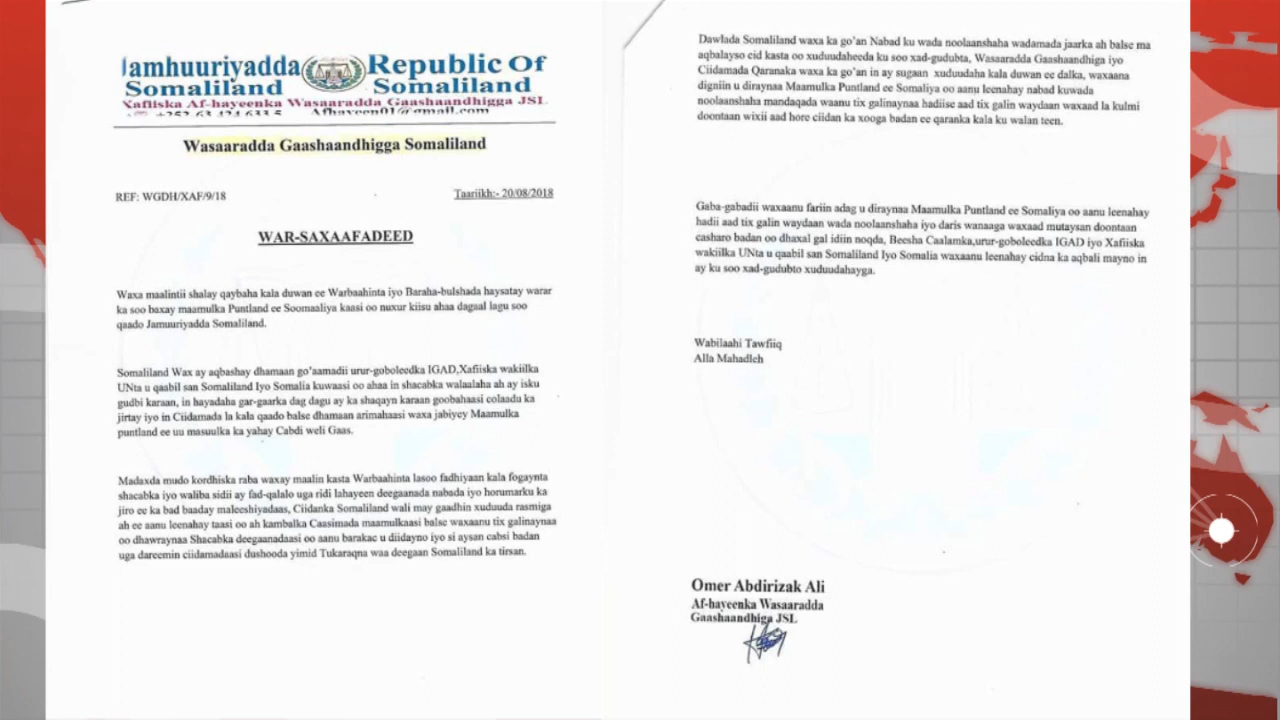 Jamhuuriyadda
Somaliland
Republic Of
Somaliland
Xafiiska Af-hayeenka Wasaaradda Gaashaandhigga JSL
Afhayeen01@gmail.com
Wasaaradda Gaashaandhigga Somaliland
REF: WGDH/XAF/9/18
Taariikh:- 20/08/2018
WAR-SAXAAFADEED
Waxa maalintii shalay qaybaha kala duwan ee Warbaahinta iyo Baraha-bulshada haysatay warar
ka soo baxay maamulka Puntland ee Soomaaliya kaasi oo nuxur kiisu ahaa dagaal lagu soo
qaado Jamuuriyadda Somaliland.
Somaliland Wax ay aqbashay dhamaan go'aamadii urur-goboleedka IGAD,Xafiiska wakiilka
UNta u qaabil san Somaliland Iyo Somalia kuwaasi oo ahaa in shacabka walaalaha ah ay isku
gudbi karaan, in hayadaha gar-gaarka dag dagu ay ka shaqayn karaan goobahaasi colaadu ka
jirtay iyo in Ciidamada la kala qaado balse dhamaan arimahaasi waxa jabiyey Maamulka
puntland ee uu masuulka ka yahay Cabdi weli Gaas.
Madaxda mudo kordhiska raba waxay maalin kasta Warbaahinta lasoo fadhiyaan kala fogaynta
shacabka iyo waliba sidii ay fad-qalalo uga ridi lahayeen deegaanada nabada iyo horumarku ka
jiro ee ka bad baaday maleeshiyadaas, Ciidanka Somaliland wali may gaadhin xuduuda rasmiga
ah ee aanu leenahay taasi oo ah kambalka Caasimada maamulkaasi balse waxaanu tix galinaynaa
oo dhawraynaa Shacabka deegaanadaasi oo aanu barakac u diidayno iyo si aysan cabsi badan
uga dareemin ciidamadaasi dushooda yimid Tukaraqna waa deegaan Somaliland ka tirsan.
Dawlada Somaliland waxa ka go'an Nabad ku wada noolaanshaha wadamada jaarka ah balse ma
aqbalayso cid kasta oo xuduudaheeda ku soo xad-gudubta, Wasaaradda Gaashaandhiga iyo
Ciidamada Qaranaka waxa ka go'an in ay sugaan xuduudaha kala duwan ee dalka, waxaana
digniin u diraynaa Maamulka Puntland ee Somaliya oo aanu leenahay nabad kuwada
noolaanshaha mandaqada waanu tix galinaynaa hadiise aad tix galin waydaan waxaad la kulmi
doontaan wixii aad hore ciidan ka xooga badan ee qaranka kala ku walan teen.
Gaba-gabadii waxaanu fariin adag u diraynaa Maamulka Puntland ee Somaliya oo aanu leenahay
hadii aad tix galin waydaan wada noolaanshaha iyo daris wanaaga waxaad mutaysan doontaan
casharo badan oo dhaxal gal idiin noqda, Beesha Caalamka,urur-goboleedka IGAD iyo Xafiiska
wakiilka UNta u qaabil san Somaliland Iyo Somalia waxaanu leenahay cidna ka aqbali mayno in
ay ku soo xad-gudubto xuduudahayga.
Wabilaahi Tawfiiq
Alla Mahadleh
Omer Abdirizak Ali
Af-hayeenka Wasaaradda
Gaashaandhiga JSL